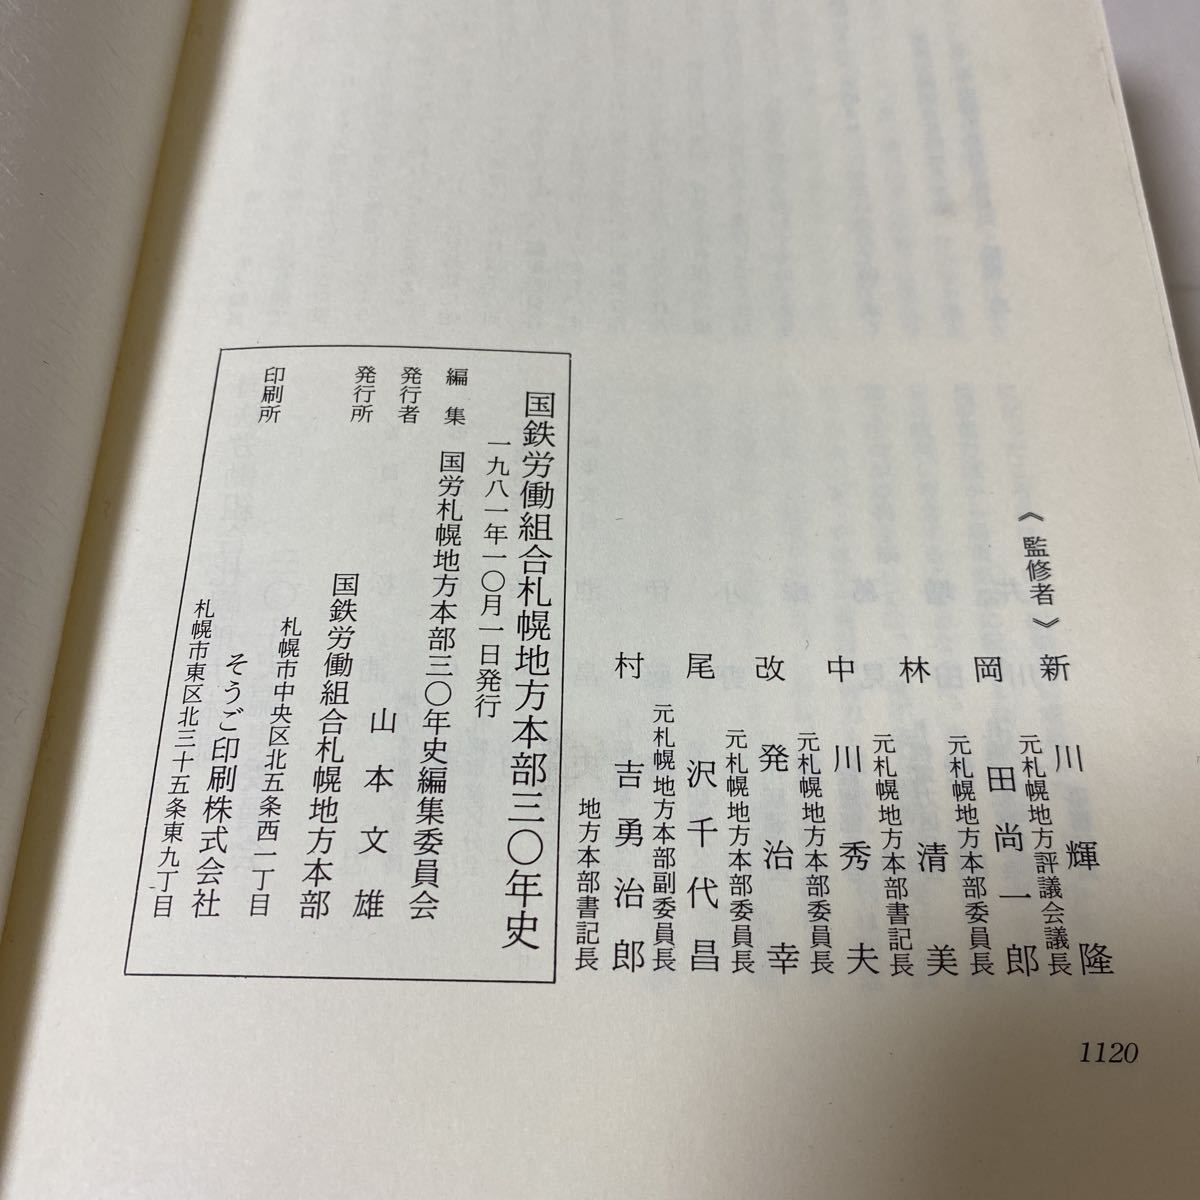 《監修者》
新川輝隆
元札幌地方評議会議長
岡田尚一郎
元札幌地方本部委員長
林清美
元札幌地方本部書記長
中川秀夫
元札幌地方本部委員長
改発治幸
元札幌地方本部委員長
尾沢千代昌
元札幌地方本部副委員長
村吉勇治郎
地方本部書記長
国鉄労働組合札幌地方本部三〇年史
一九八一年一〇月一日発行
編集 国労札幌地方本部三〇年史編集委員会
発行者 山本文雄
発行所 国鉄労働組合札幌地方本部
札幌市中央区北五条西一丁目
印刷所 そうご印刷株式会社
札幌市東区北三十五条東九丁目
1120